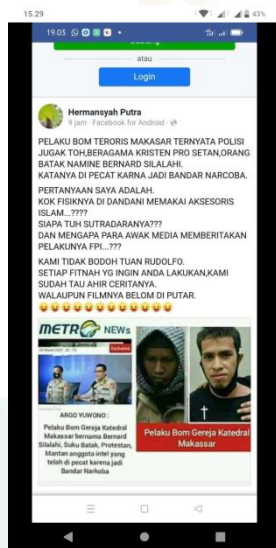 15.29
43%
19.03
atau
Login
Hermansyah Putra
9 jam · Facebook for Android ·
PELAKU BOM TERORIS MAKASAR TERNYATA POLISI
JUGAK TOH,BERAGAMA KRISTEN PRO SETAN,ORANG
BATAK NAMINE BERNARD SILALAHI.
KATANYA DI PECAT KARNA JADI BANDAR NARCOBA.
PERTANYAAN SAYA ADALAH.
KOK FISIKNYA DI DANDANI MEMAKAI AKSESORIS
ISLAM...????
SIAPA TUH SUTRADARANYA???
DAN MENGAPA PARA AWAK MEDIA MEMBERITAKAN
PELAKUNYA FPI...???
KAMI TIDAK BODOH TUAN RUDOLFO.
SETIAP FITNAH YG INGIN ANDA LAKUKAN,KAMI
SUDAH TAU AHIR CERITANYA.
WALAUPUN FILMNYA BELOM DI PUTAR.
METRO NEWs
Exclusive
ARGO YUWONO :
Pelaku Bom Gereja Katedral
Makassar bernama Bernard
Silalahi, Suku Batak, Protestan,
Mantan anggota intel yang
telah di pecat karena jadi
Bandar Narkoba
Pelaku Bom Gereja Katedral
Makassar